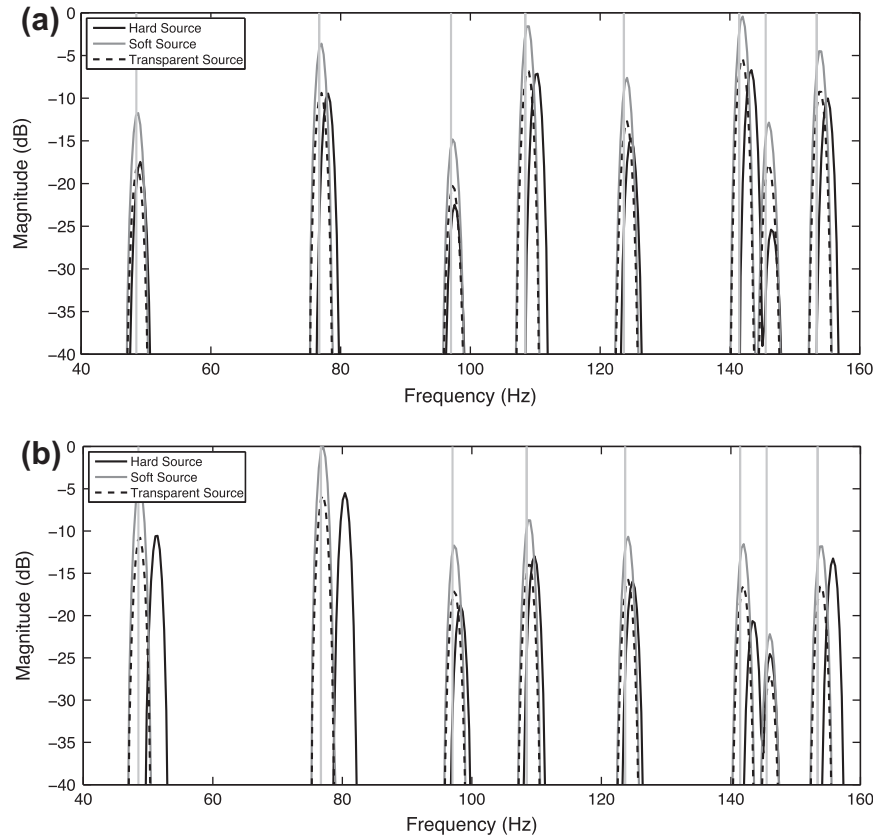 (a)
Hard Source
Soft Source
Transparent Source
Magnitude (dB)
0
−5
−10
−15
−20
−25
−30
−35
−40
40 60 80 100 120 140 160
Frequency (Hz)
(b)
Hard Source
Soft Source
Transparent Source
Magnitude (dB)
0
−5
−10
−15
−20
−25
−30
−35
−40
40 60 80 100 120 140 160
Frequency (Hz)